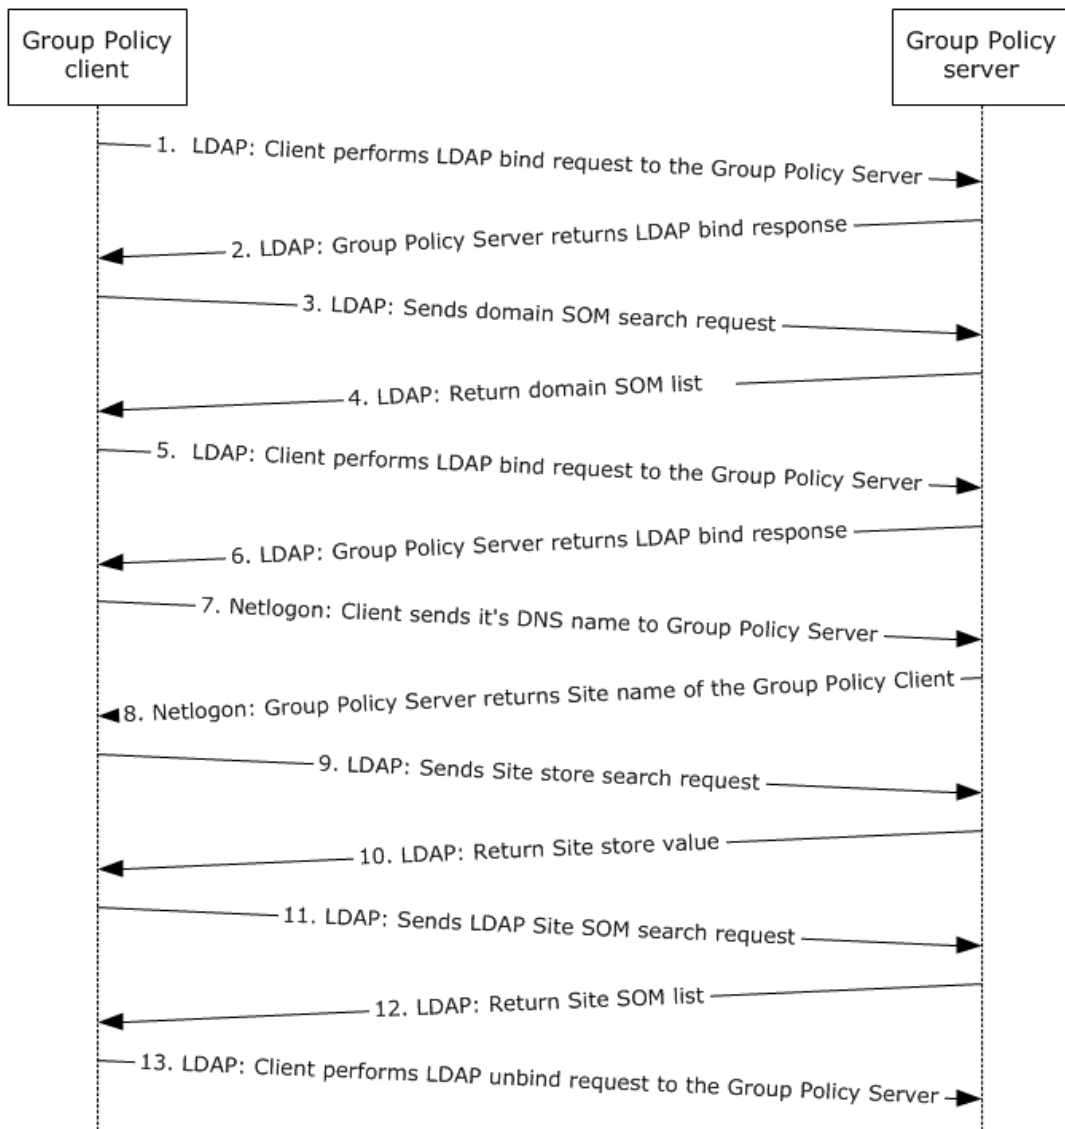 Group Policy
client
Group Policy
server
1.  LDAP: Client performs LDAP bind request to the Group Policy Server
2. LDAP: Group Policy Server returns LDAP bind response
3. LDAP: Sends domain SOM search request
4. LDAP: Return domain SOM list
5.  LDAP: Client performs LDAP bind request to the Group Policy Server
6. LDAP: Group Policy Server returns LDAP bind response
7. Netlogon: Client sends it's DNS name to Group Policy Server
8. Netlogon: Group Policy Server returns Site name of the Group Policy Client
9. LDAP: Sends Site store search request
10. LDAP: Return Site store value
11. LDAP: Sends LDAP Site SOM search request
12. LDAP: Return Site SOM list
13. LDAP: Client performs LDAP unbind request to the Group Policy Server